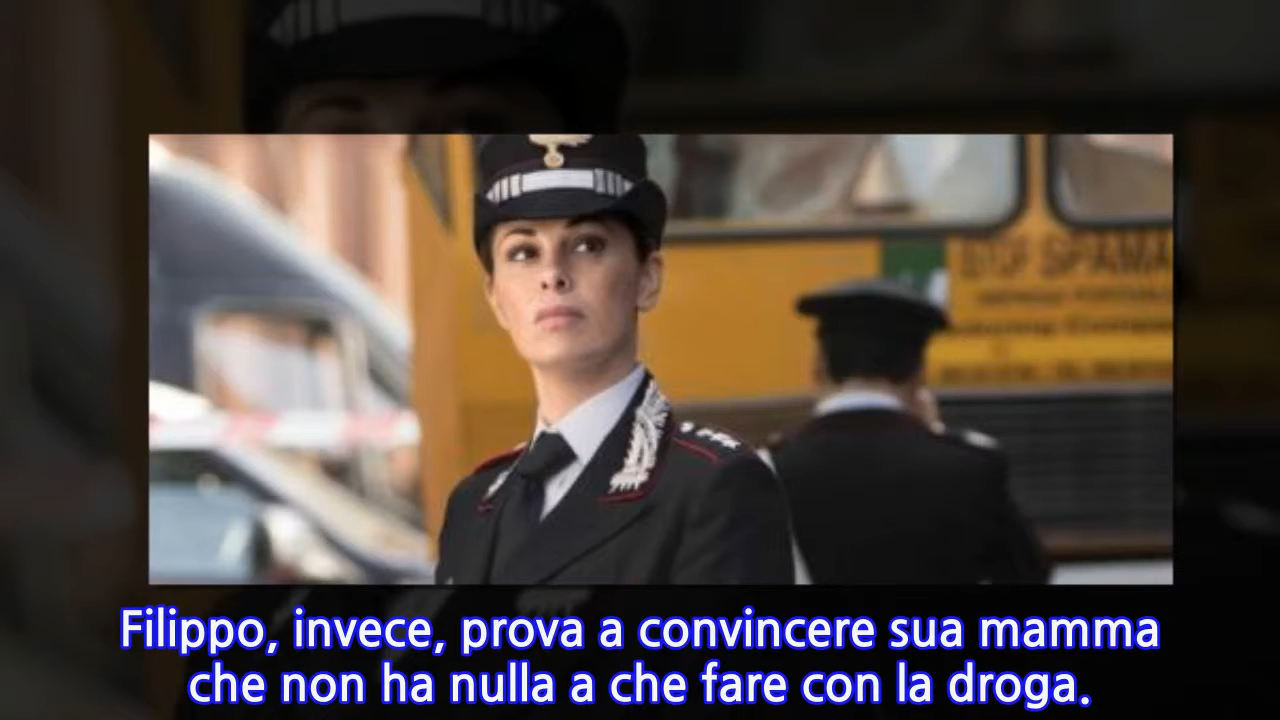 Filippo, invece, prova a convincere sua mamma
che non ha nulla a che fare con la droga.